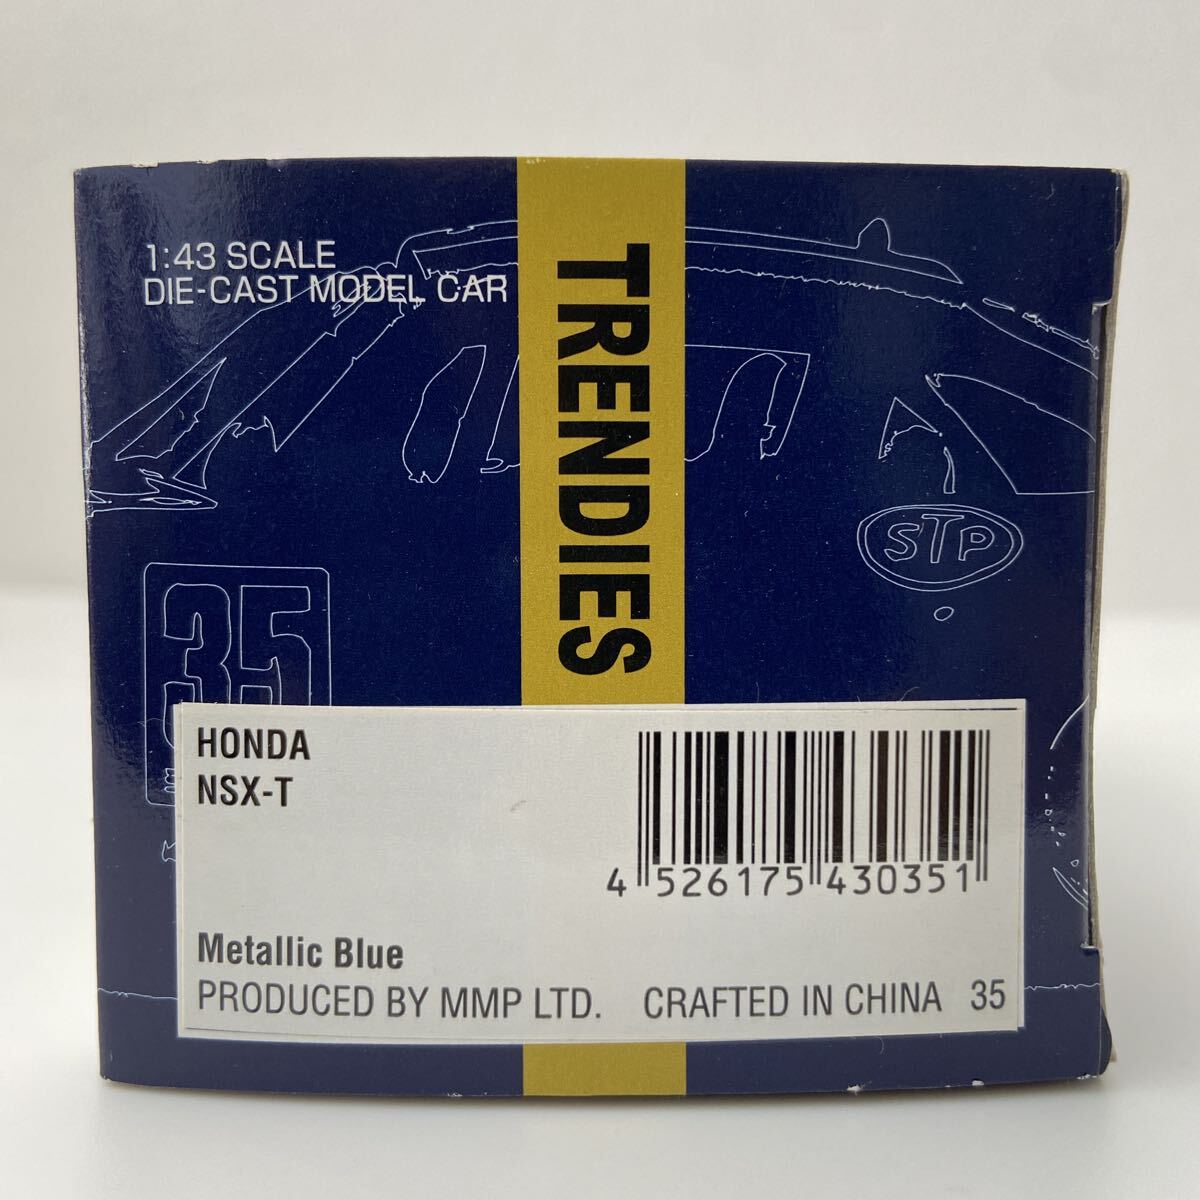 1:43 SCALE
DIE-CAST MODEL CAR
TRENDIES
STP
35
HONDA
NSX-T
4 526175 430351
Metallic Blue
PRODUCED BY MMP LTD. CRAFTED IN CHINA 35